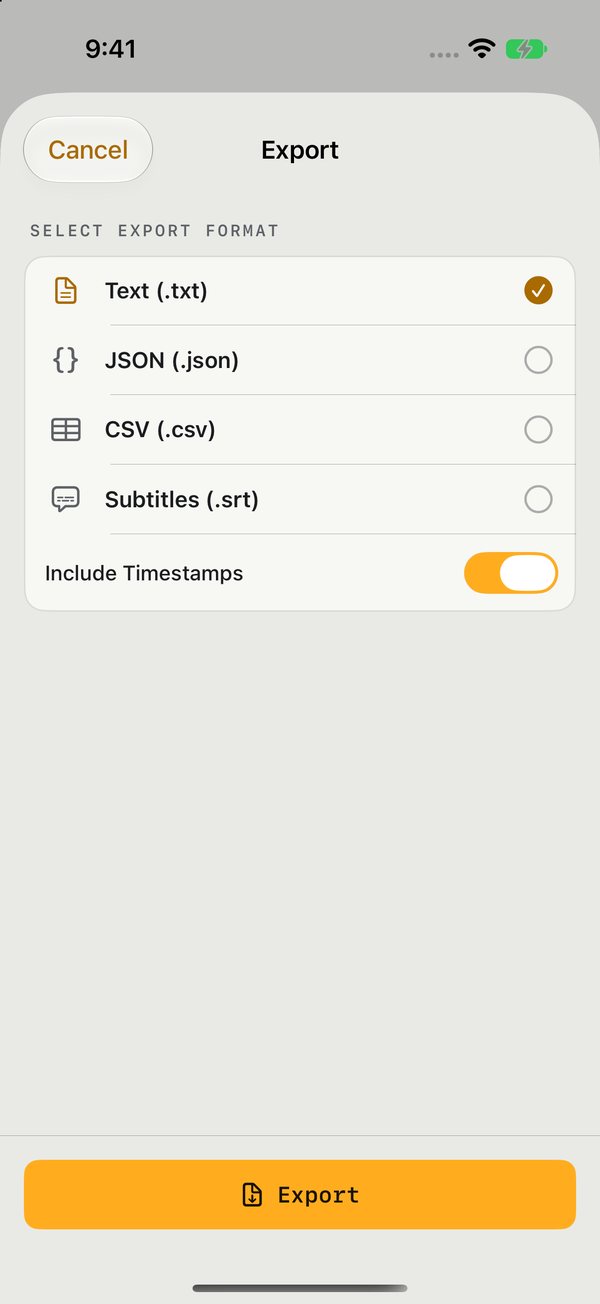 9:41
Cancel
Export
SELECT EXPORT FORMAT
Text (.txt)
JSON (.json)
CSV (.csv)
Subtitles (.srt)
Include Timestamps
Export